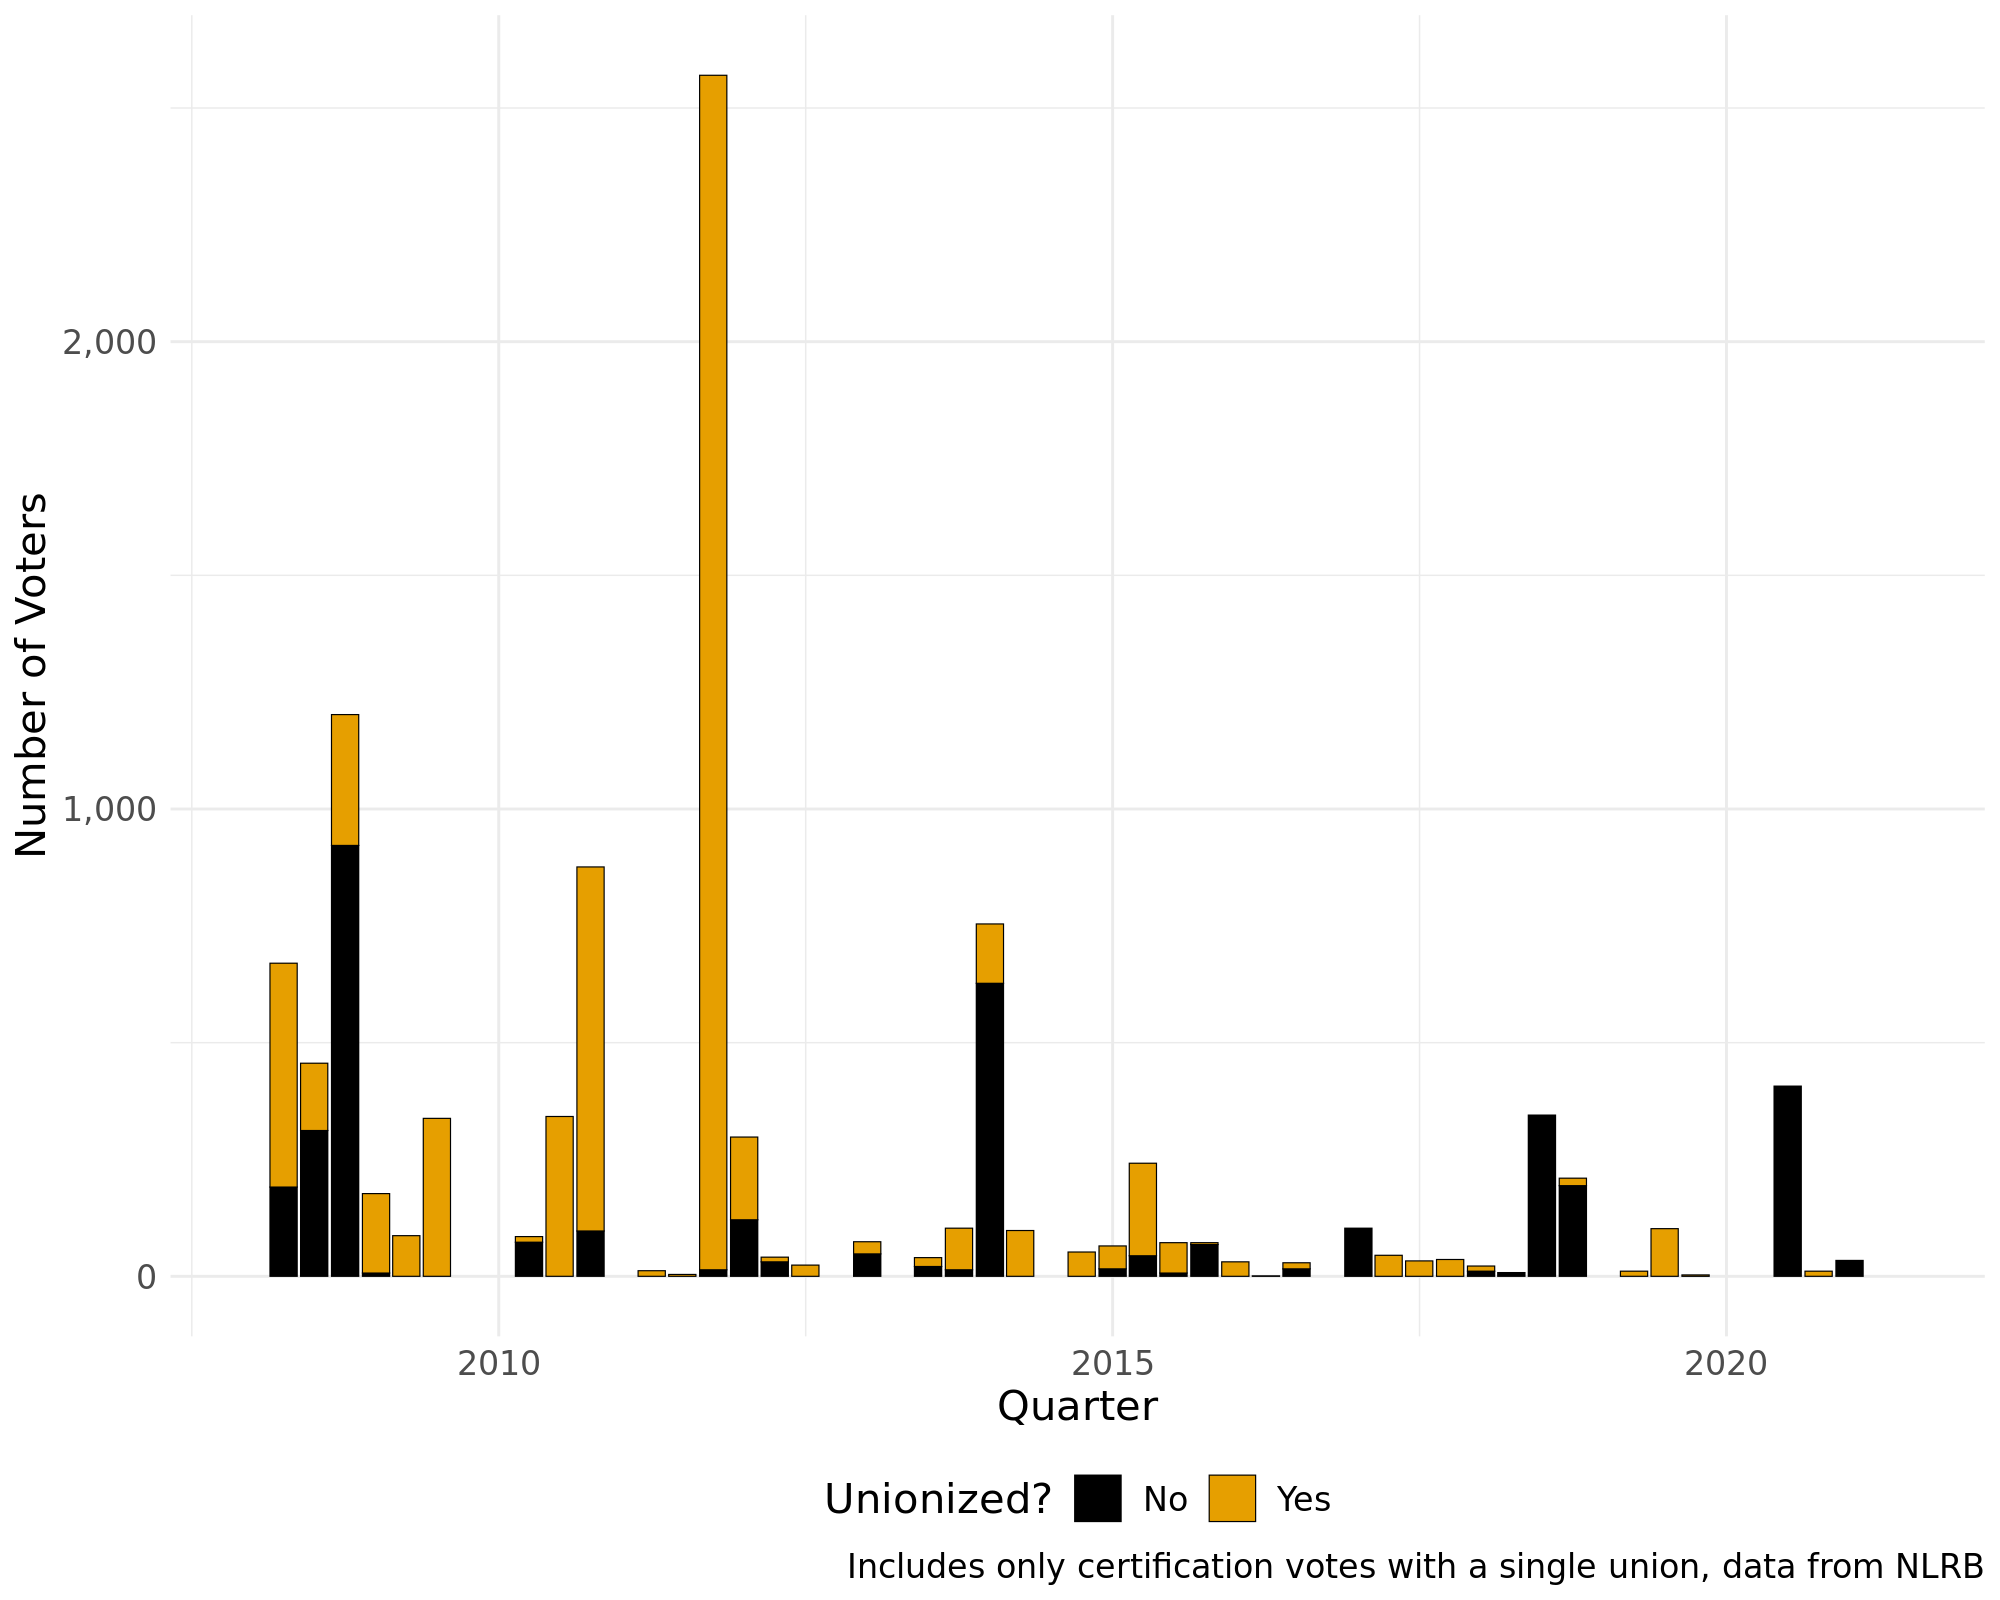 2,000
1,000
0
Number of Voters
2010 2015 2020
Quarter
Unionized? No Yes
Includes only certification votes with a single union, data from NLRB